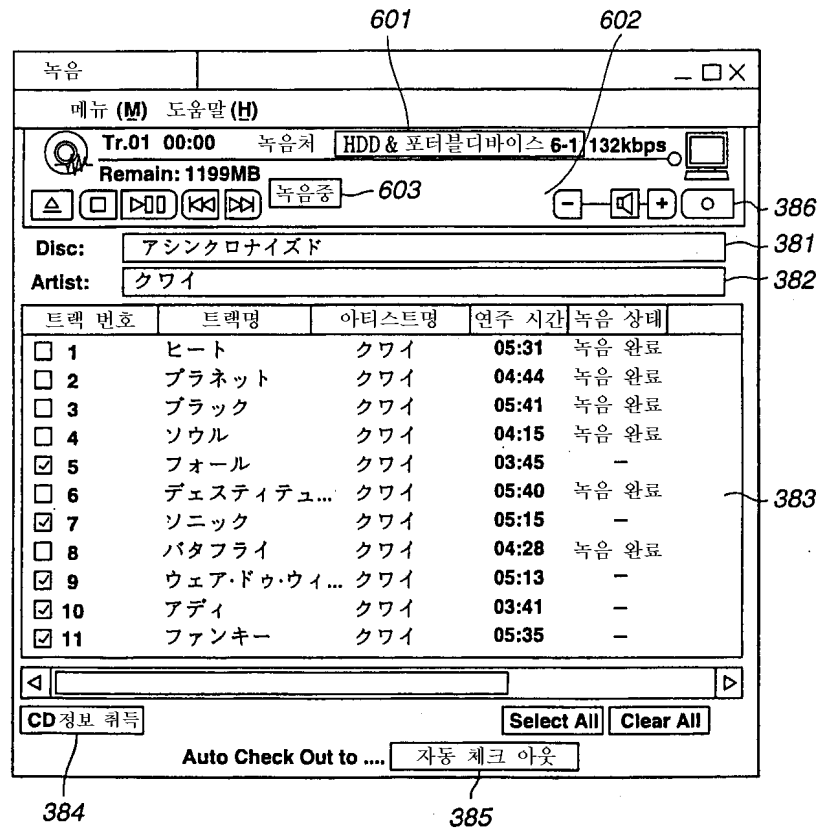 601 602
녹음
메뉴 (M) 도움말 (H)
Tr.01 00:00 녹음처 HDD & 포터블디바이스 6-1 132kbps
Remain: 1199MB
녹음중 603
386
Disc: アシンクロナイズド 381
Artist: クワイ 382
트랙 번호 트랙명 아티스트명 연주 시간 녹음 상태
1 ヒート クワイ 05:31 녹음 완료
2 プラネット クワイ 04:44 녹음 완료
3 ブラック クワイ 05:41 녹음 완료
4 ソウル クワイ 04:15 녹음 완료
5 フォール クワイ 03:45 –
6 デェスティテュ... クワイ 05:40 녹음 완료
383
7 ソニック クワイ 05:15 –
8 バタフライ クワイ 04:28 녹음 완료
9 ウェア·ドゥ·ウィ... クワイ 05:13 –
10 アディ クワイ 03:41 –
11 ファンキー クワイ 05:35 –
CD 정보 취득 Select All Clear All
Auto Check Out to .... 자동 체크 아웃
384 385